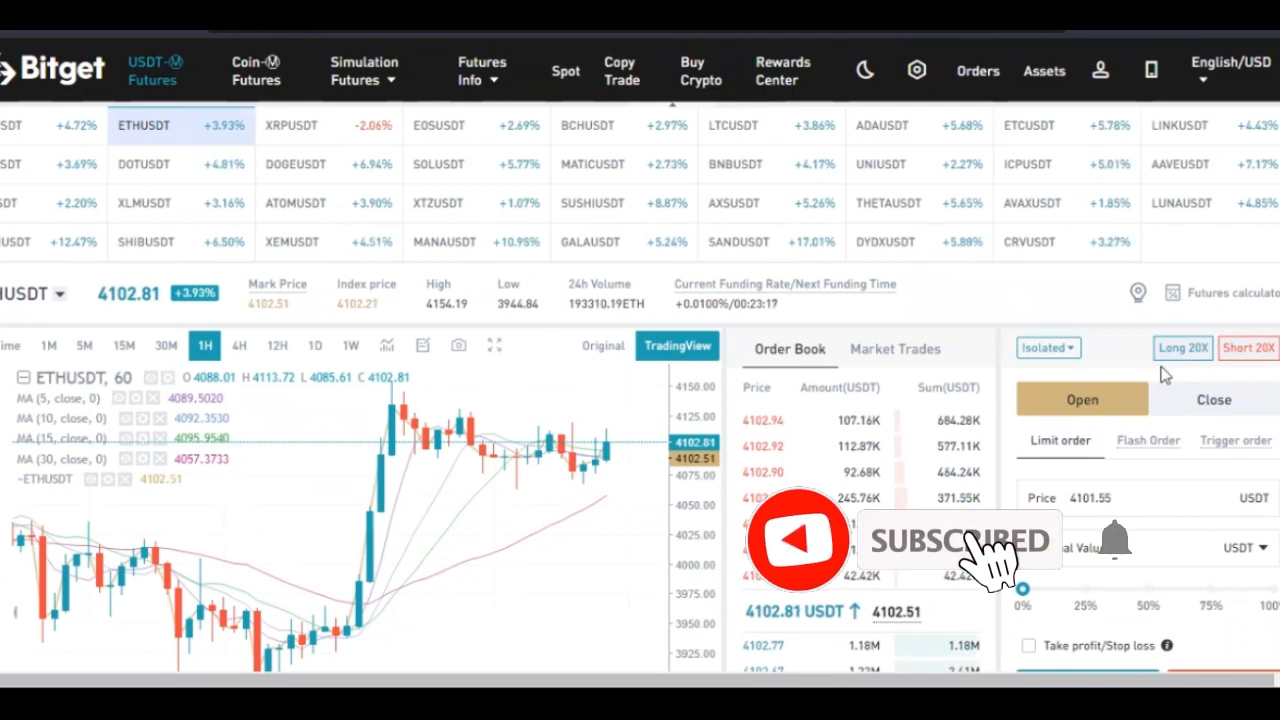 Bitget
USDT-Ⓜ Futures
Coin-Ⓜ Futures
Simulation Futures
Futures Info
Spot
Copy Trade
Buy Crypto
Rewards Center
Orders
Assets
English/USD
SDT +4.72% ETHUSDT +3.93% XRPUSDT -2.06% EOSUSDT +2.69% BCHUSDT +2.97% LTCUSDT +3.86% ADAUSDT +5.68% ETCUSDT +5.78% LINKUSDT +4.43%
+3.69% DOTUSDT +4.81% DOGEUSDT +6.94% SOLUSDT +5.77% MATICUSDT +2.73% BNBUSDT +4.17% UNIUSDT +2.27% ICPUSDT +5.01% AAVEUSDT +7.17%
SDT +2.20% XLMUSDT +3.16% ATOMUSDT +3.90% XTZUSDT +1.07% SUSHIUSDT +8.87% AXSUSDT +5.26% THETAUSDT +5.65% AVAXUSDT +1.85% LUNAUSDT +4.85%
USDT +12.47% SHIBUSDT +6.50% XEMUSDT +4.51% MANAUSDT +10.95% GALAUSDT +5.24% SANDUSDT +17.01% DYDXUSDT +5.88% CRVUSDT +3.27%
HUSDT 4102.81 +3.93%
Mark Price Index price High Low 24h Volume Current Funding Rate/Next Funding Time
4102.51 4102.21 4154.19 3944.84 193310.19ETH +0.0100%/00:23:17
Futures calculato
ime 1M 5M 15M 30M 1H 4H 12H 1D 1W Original TradingView
ETHUSDT, 60 O 4088.01 H 4113.72 L 4085.61 C 4102.81
MA (5, close, 0) 4089.5020
MA (10, close, 0) 4092.3530
MA (15, close, 0) 4095.9540
MA (30, close, 0) 4057.3733
-ETHUSDT 4102.51
4150.00
4125.00
4102.81
4102.51
4075.00
4050.00
4025.00
4000.00
3975.00
3950.00
3925.00
Order Book Market Trades
Price Amount(USDT) Sum(USDT)
4102.94 107.16K 684.28K
4102.92 112.87K 577.11K
4102.90 92.68K 464.24K
4102. 245.76K 371.55K
42.42K 42.42
4102.81 USDT ↑ 4102.51
4102.77 1.18M 1.18M
Isolated Long 20X Short 20X
Open Close
Limit order Flash Order Trigger order
Price 4101.55 USDT
al Valu USDT
0% 25% 50% 75% 100
Take profit/Stop loss
SUBSCRIBED